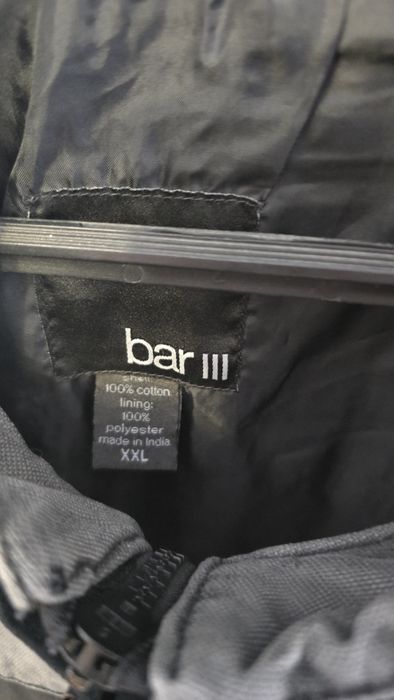 bar III
shell:
100% cotton
lining:
100%
polyester
made in India
XXL